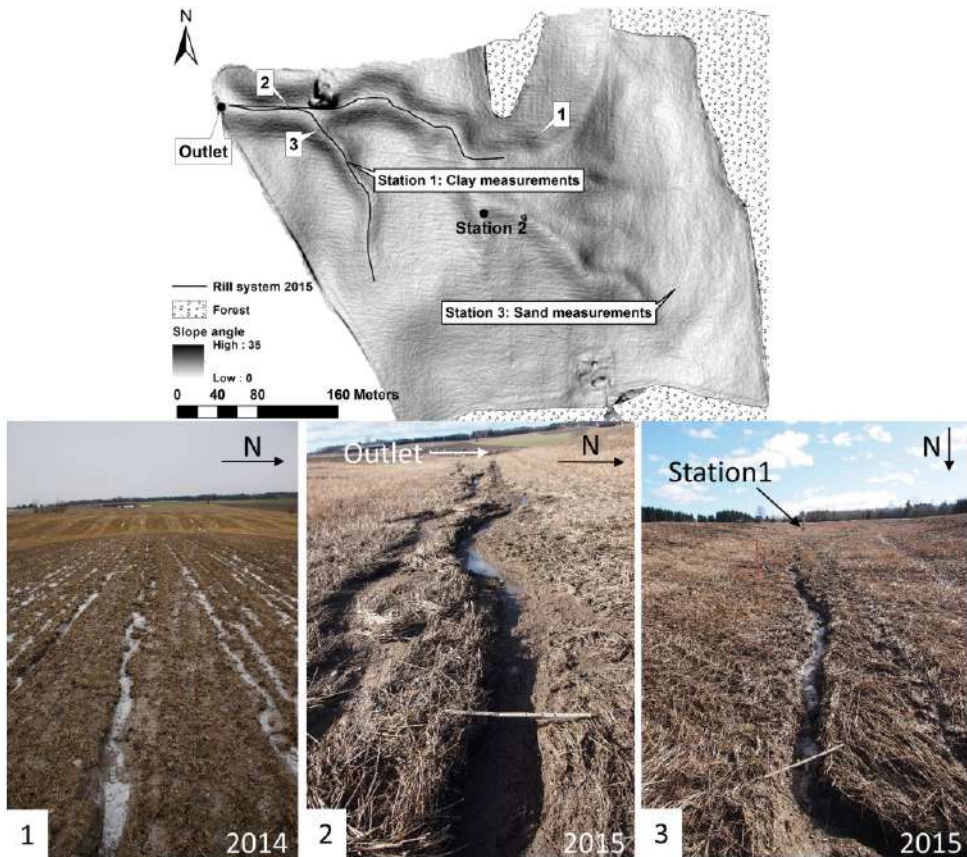 N
2
1
3
Outlet
Station 1: Clay measurements
Station 2
Station 3: Sand measurements
Rill system 2015
Forest
Slope angle
High : 35
Low : 0
0 40 80 160 Meters
N
1
2014
Outlet
N
2
2015
N
Station1
3
2015